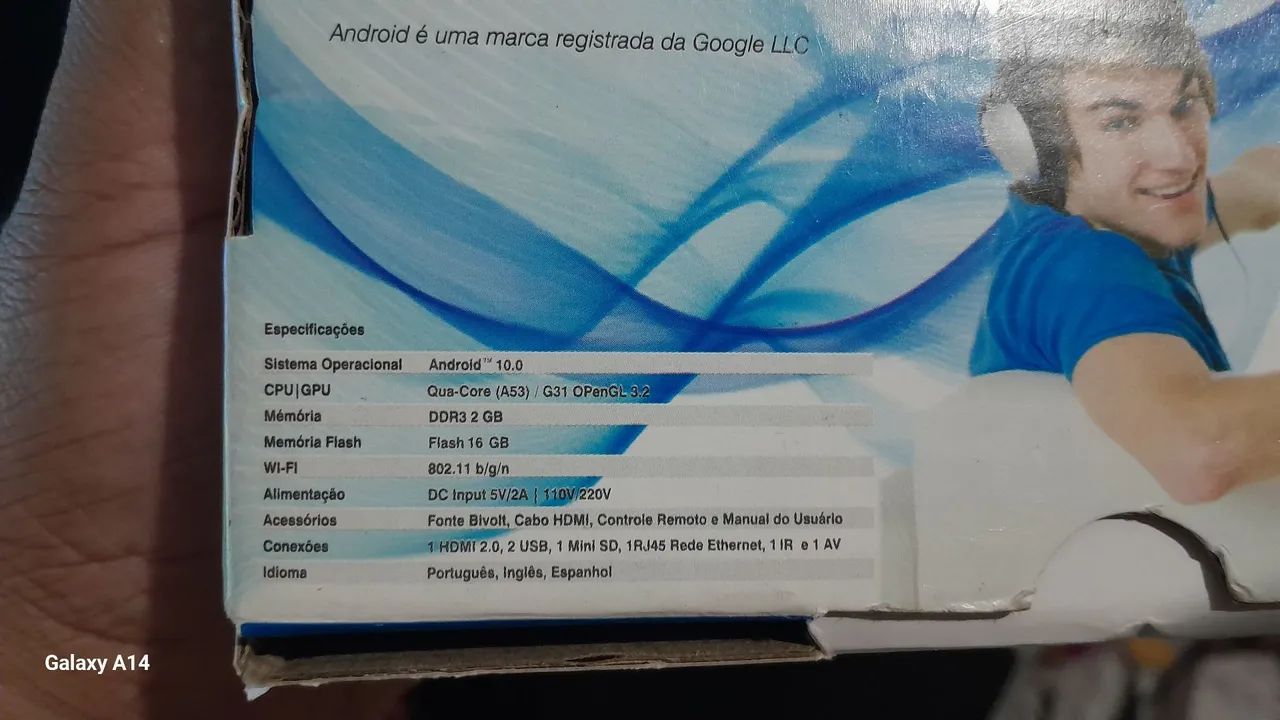 Android é uma marca registrada da Google LLC
Especificações
Sistema Operacional Android™ 10.0
CPU|GPU Qua-Core (A53) / G31 OPenGL 3.2
Mémória DDR3 2 GB
Memória Flash Flash 16 GB
WI-FI 802.11 b/g/n
Alimentação DC Input 5V/2A | 110V/220V
Acessórios Fonte Bivolt, Cabo HDMI, Controle Remoto e Manual do Usuário
Conexões 1 HDMI 2.0, 2 USB, 1 Mini SD, 1RJ45 Rede Ethernet, 1 IR e 1 AV
Idioma Português, Inglês, Espanhol
Galaxy A14